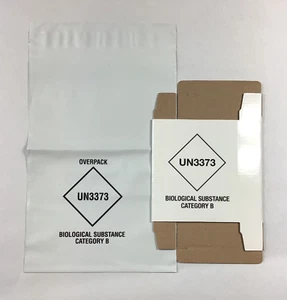 OVERPACK
UN3373
BIOLOGICAL SUBSTANCE
CATEGORY B
UN3373
BIOLOGICAL SUBSTANCE
CATEGORY B